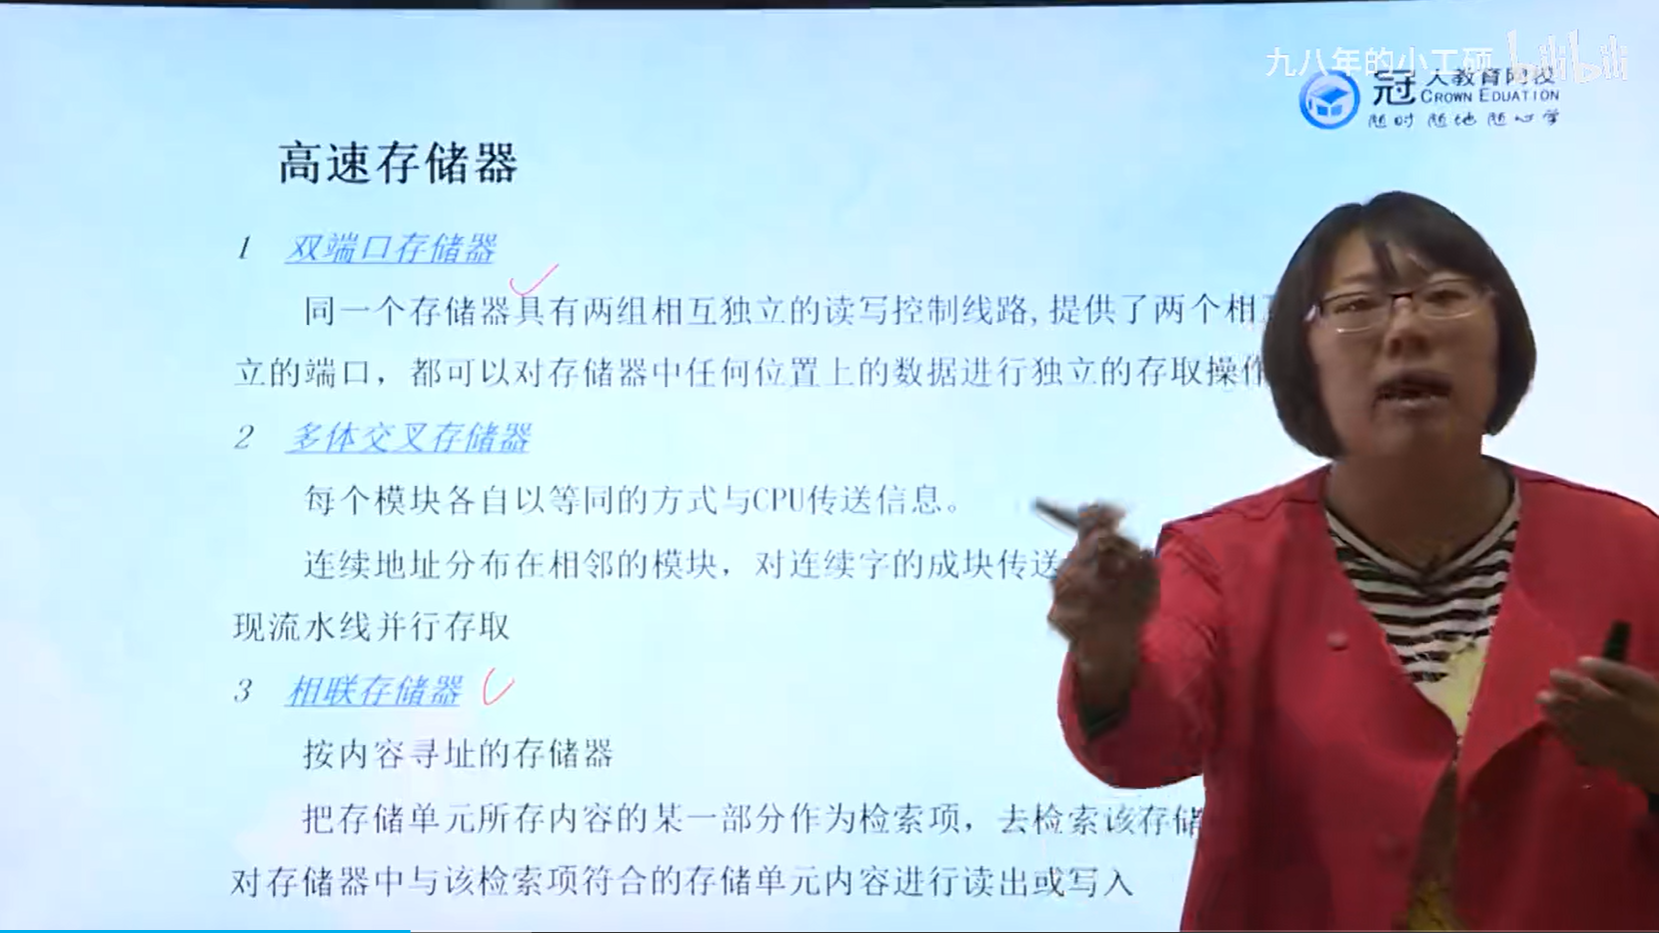 九八年的小工硕 bilibili
冠人教育网校
CROWN EDUATION
随时 随地 随心学
高速存储器
1 双端口存储器
同一个存储器具有两组相互独立的读写控制线路,提供了两个相互
立的端口，都可以对存储器中任何位置上的数据进行独立的存取操作
2 多体交叉存储器
每个模块各自以等同的方式与CPU传送信息。
连续地址分布在相邻的模块，对连续字的成块传送
现流水线并行存取
3 相联存储器
按内容寻址的存储器
把存储单元所存内容的某一部分作为检索项，去检索该存储
对存储器中与该检索项符合的存储单元内容进行读出或写入